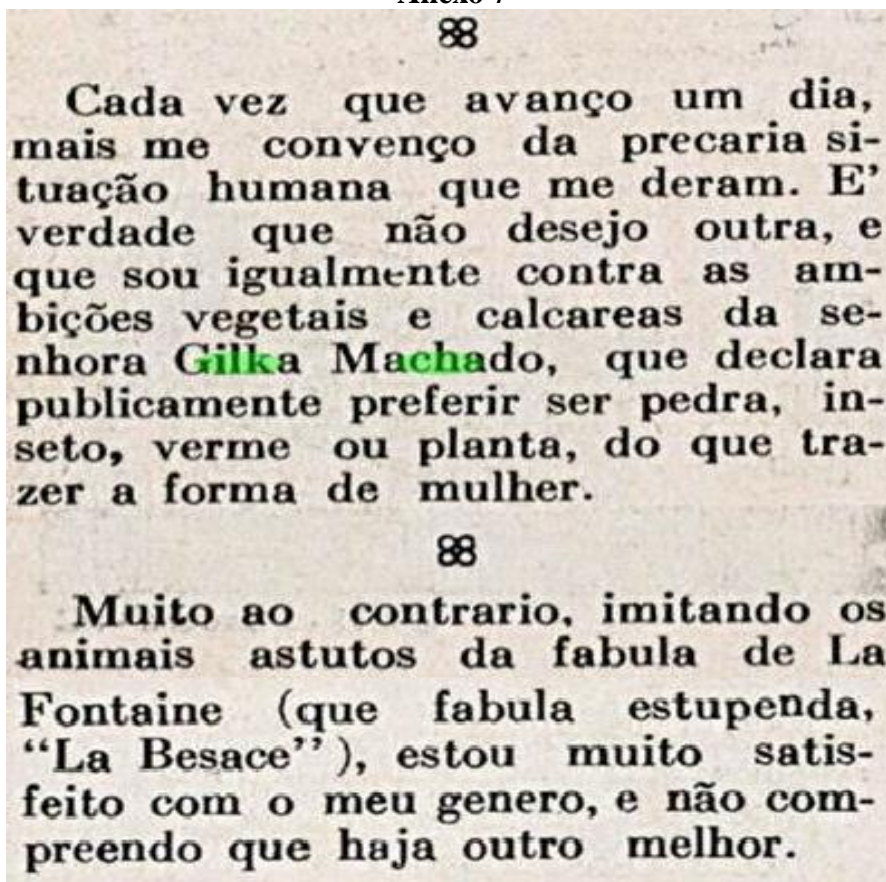 Cada vez que avanço um dia,
mais me convenço da precaria si-
tuação humana que me deram. E'
verdade que não desejo outra, e
que sou igualmente contra as am-
bições vegetais e calcareas da se-
nhora Gilka Machado, que declara
publicamente preferir ser pedra, in-
seto, verme ou planta, do que tra-
zer a forma de mulher.
Muito ao contrario, imitando os
animais astutos da fabula de La
Fontaine (que fabula estupenda,
“La Besace”), estou muito satis-
feito com o meu genero, e não com-
preendo que haja outro melhor.